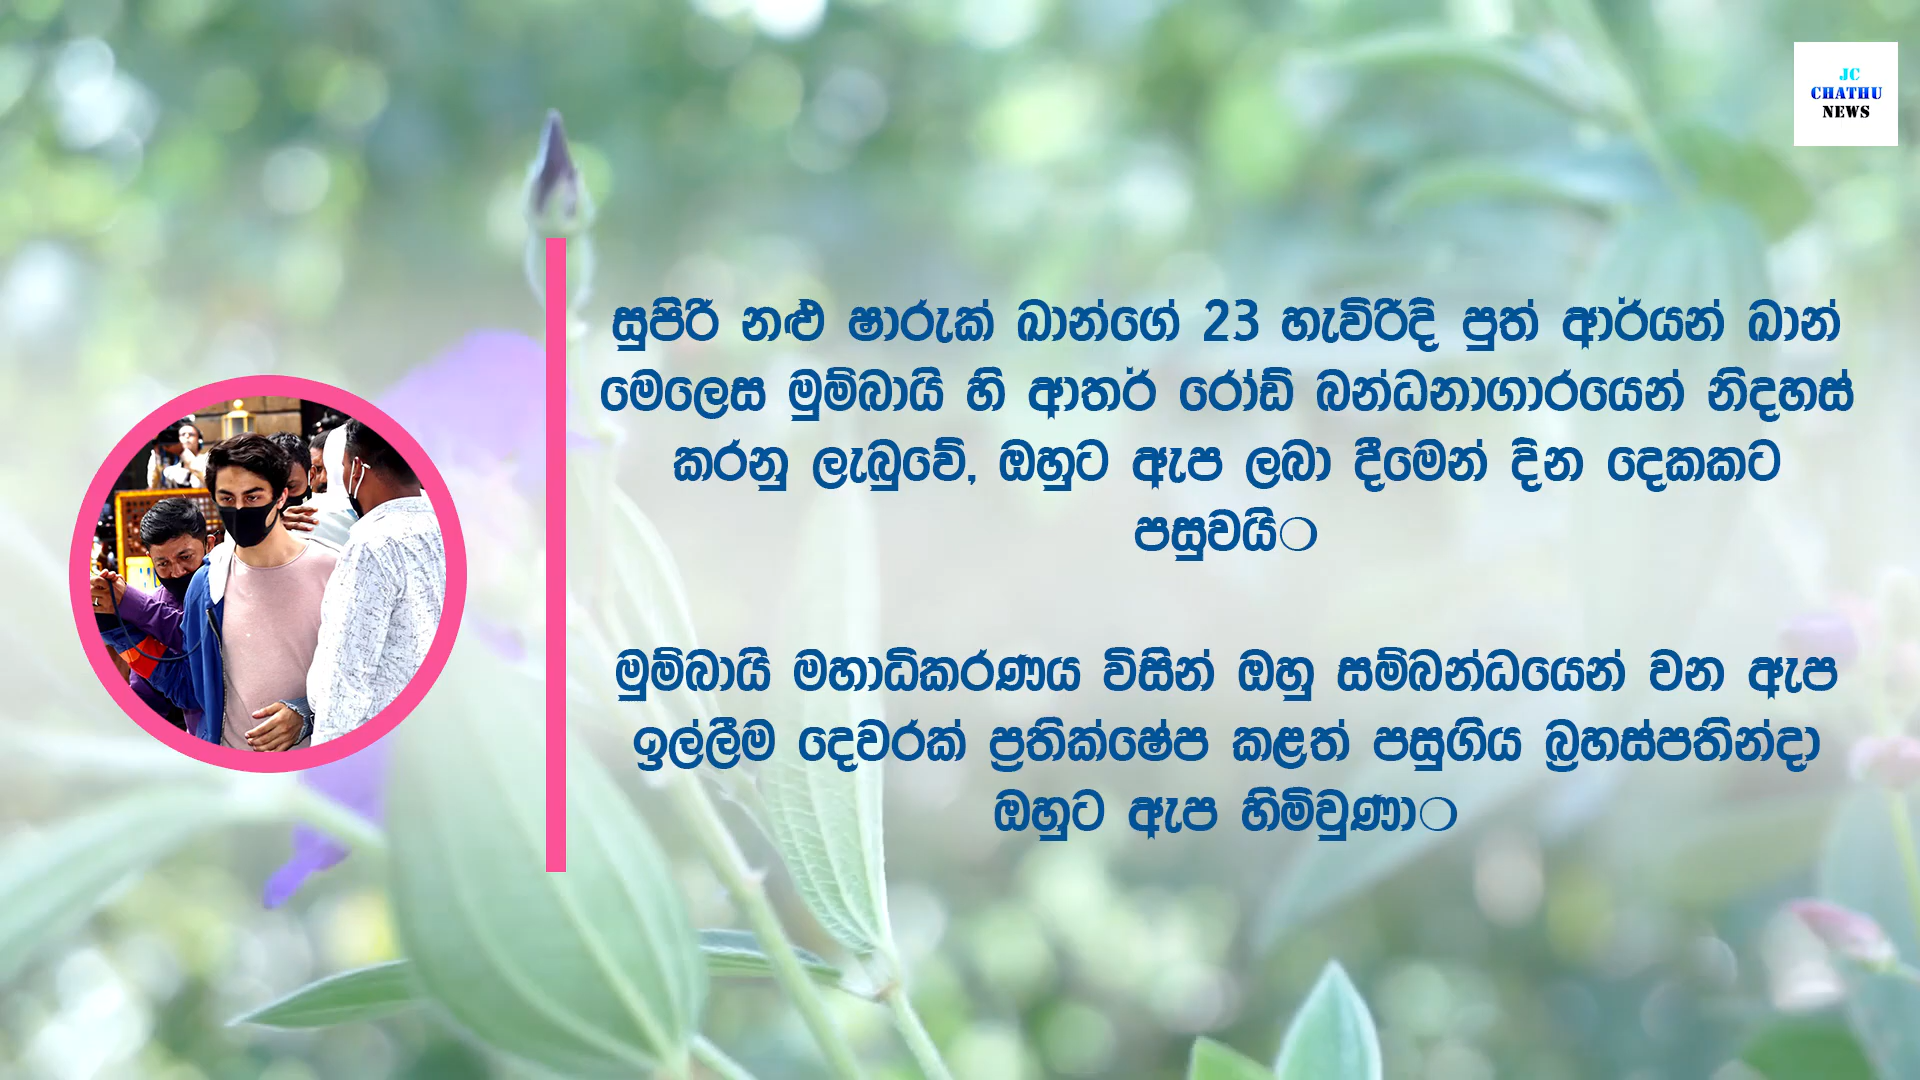 JC
CHATHU
NEWS
සුපිරි නළු ෂාරුක් ඛාන්ගේ 23 හැවිරිදි පුත් ආර්යන් ඛාන්
මෙලෙස මුම්බායි හි ආතර් රෝඩ් බන්ධනාගාරයෙන් නිදහස්
කරනු ලැබුවේ, ඔහුට ඇප ලබා දීමෙන් දින දෙකකට
පසුවයි
මුම්බායි මහාධිකරණය විසින් ඔහු සම්බන්ධයෙන් වන ඇප
ඉල්ලීම දෙවරක් ප්‍රතික්ෂේප කළත් පසුගිය බ්‍රහස්පතින්දා
ඔහුට ඇප හිමිවුණා